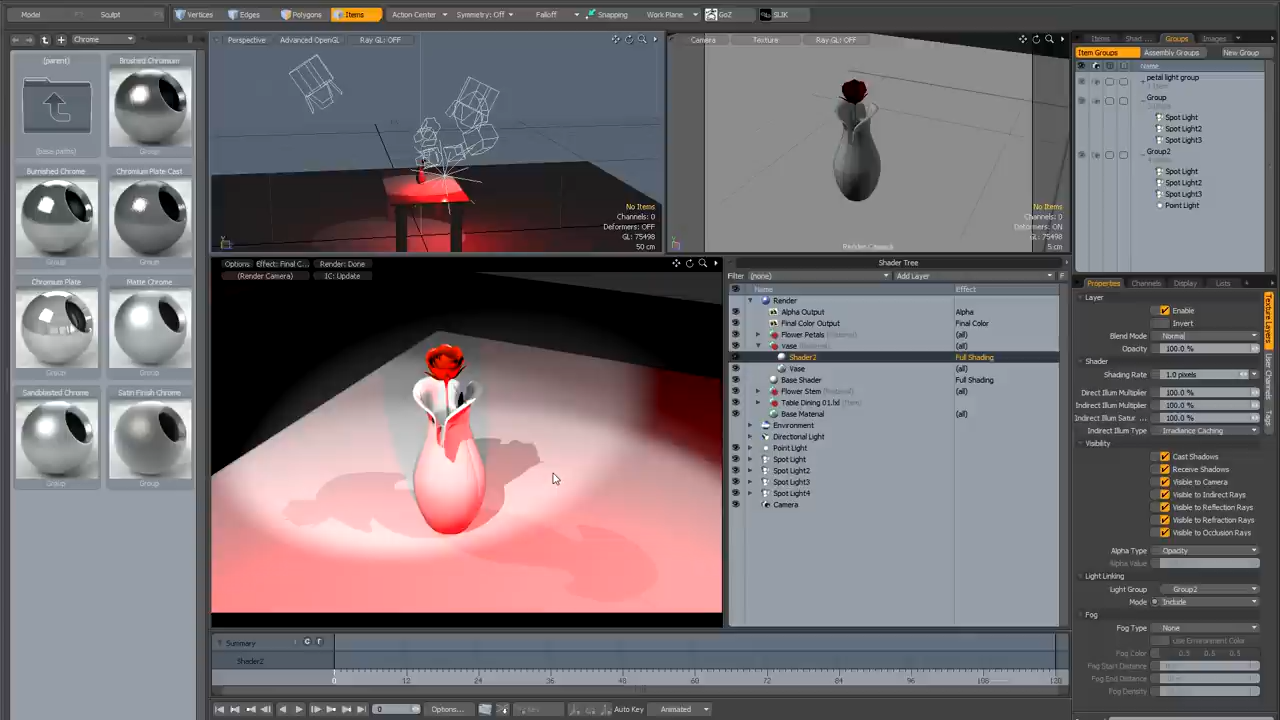 Model Sculpt Vertices Edges Polygons Items Action Center Symmetry: Off Falloff Snapping Work Plane GoZ SLIK
Chrome
(parent)
(base paths)
Brushed Chromium
Group
Burnished Chrome
Group
Chromium Plate Cast
Group
Chromium Plate
Group
Matte Chrome
Group
Sandblasted Chrome
Group
Satin Finish Chrome
Group
Perspective Advanced OpenGL Ray GL: OFF
No Items
Channels: 0
Deformers: OFF
GL: 75498
50 cm
Camera Texture Ray GL: OFF
No Items
Channels: 0
Deformers: ON
GL: 75498
5 cm
Render Camera
Options Effect: Final C... Render: Done
(Render Camera) IC: Update
Shader Tree
Filter (none) Add Layer F
Name Effect
Render
Alpha Output Alpha
Final Color Output Final Color
Flower Petals (Material) (all)
Vase (Material) (all)
Shader2 Full Shading
Vase (all)
Base Shader Full Shading
Flower Stem (Material) (all)
Table Dining 01.lxl (Item) (all)
Base Material (all)
Environment
Directional Light
Point Light
Spot Light
Spot Light2
Spot Light3
Spot Light4
Camera
Summary
Shader2
0 12 24 36 48 60 72 84 96 108 120
0 Options... Auto Key Animated
Items Shad ... Groups Images
Item Groups Assembly Groups New Group
Name
petal light group
Group
Spot Light
Spot Light2
Spot Light3
Group2
Spot Light
Spot Light2
Spot Light3
Point Light
Properties Channels Display Lists +
Layer
Enable
Invert
Blend Mode Normal
Opacity 100.0 %
Shader
Shading Rate 1.0 pixels
Direct Illum Multiplier 100.0 %
Indirect Illum Multiplier 100.0 %
Indirect Illum Satur ... 100.0 %
Indirect Illum Type Irradiance Caching
Visibility
Cast Shadows
Receive Shadows
Visible to Camera
Visible to Indirect Rays
Visible to Reflection Rays
Visible to Refraction Rays
Visible to Occlusion Rays
Alpha Type Opacity
Alpha Value
Light Linking
Light Group Group2
Mode Include
Fog
Fog Type None
Use Environment Color
Fog Color 0.5 0.5 0.5
Fog Start Distance
Fog End Distance
Fog Density
Texture Layers
User Channels
Tags